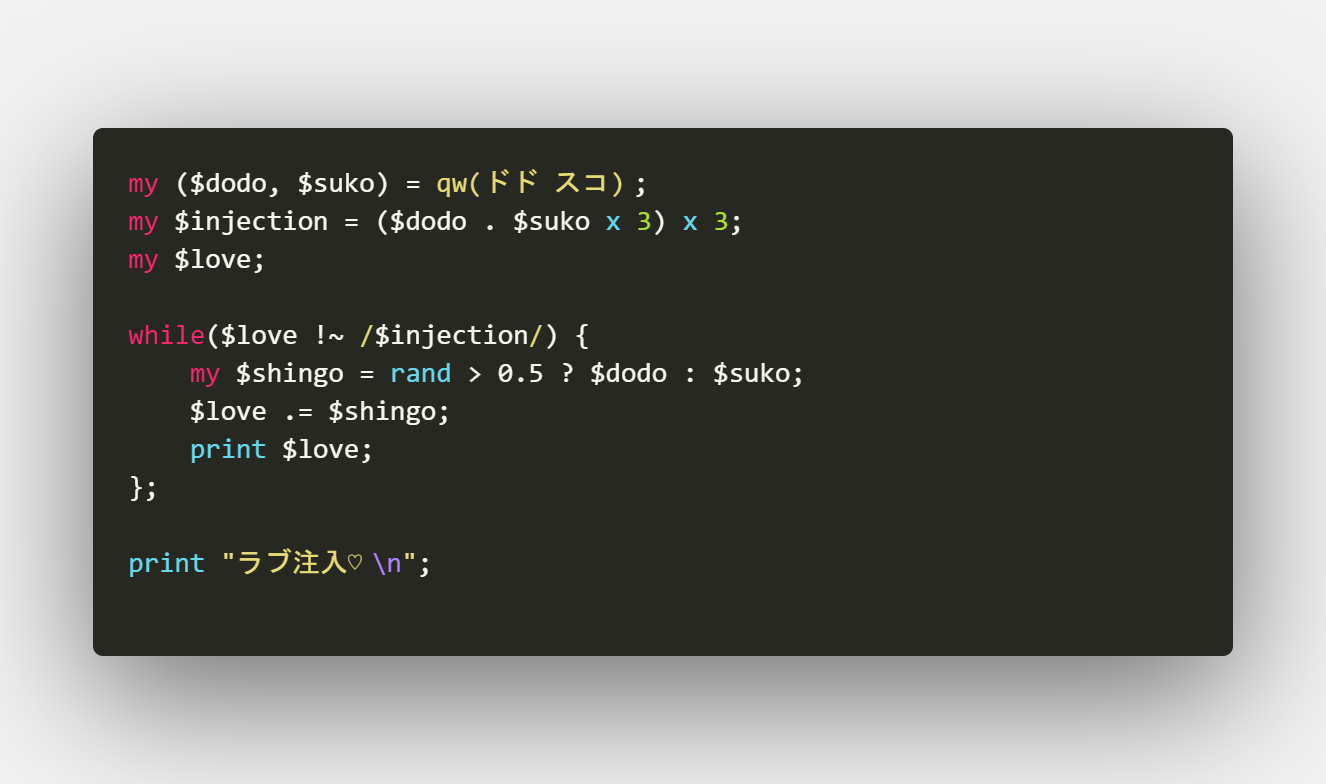 my ($dodo, $suko) = qw(ドド スコ);
my $injection = ($dodo . $suko x 3) x 3;
my $love;

while($love !~ /$injection/) {
    my $shingo = rand > 0.5 ? $dodo : $suko;
    $love .= $shingo;
    print $love;
};

print "ラブ注入♡\n";